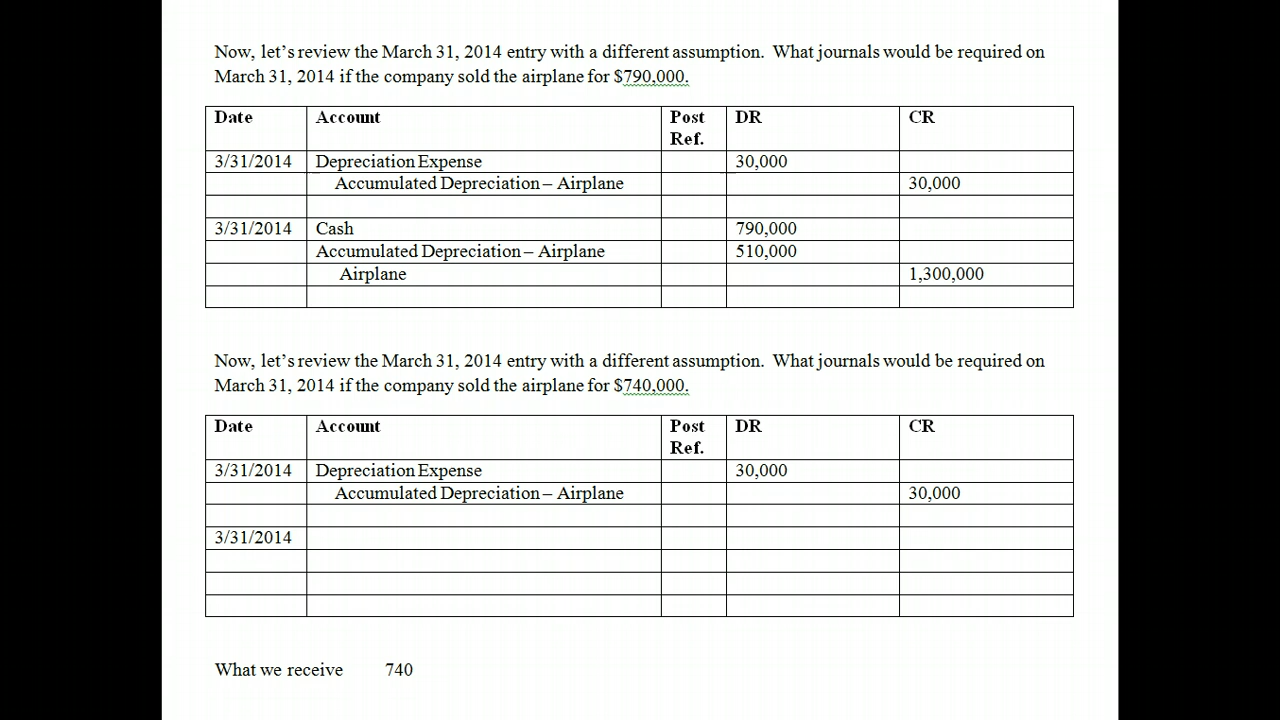 Now, let's review the March 31, 2014 entry with a different assumption. What journals would be required on
March 31, 2014 if the company sold the airplane for $790,000.
Date Account Post Ref. DR CR
3/31/2014 Depreciation Expense 30,000
Accumulated Depreciation – Airplane 30,000
3/31/2014 Cash 790,000
Accumulated Depreciation – Airplane 510,000
Airplane 1,300,000
Now, let's review the March 31, 2014 entry with a different assumption. What journals would be required on
March 31, 2014 if the company sold the airplane for $740,000.
Date Account Post Ref. DR CR
3/31/2014 Depreciation Expense 30,000
Accumulated Depreciation – Airplane 30,000
3/31/2014
What we receive 740